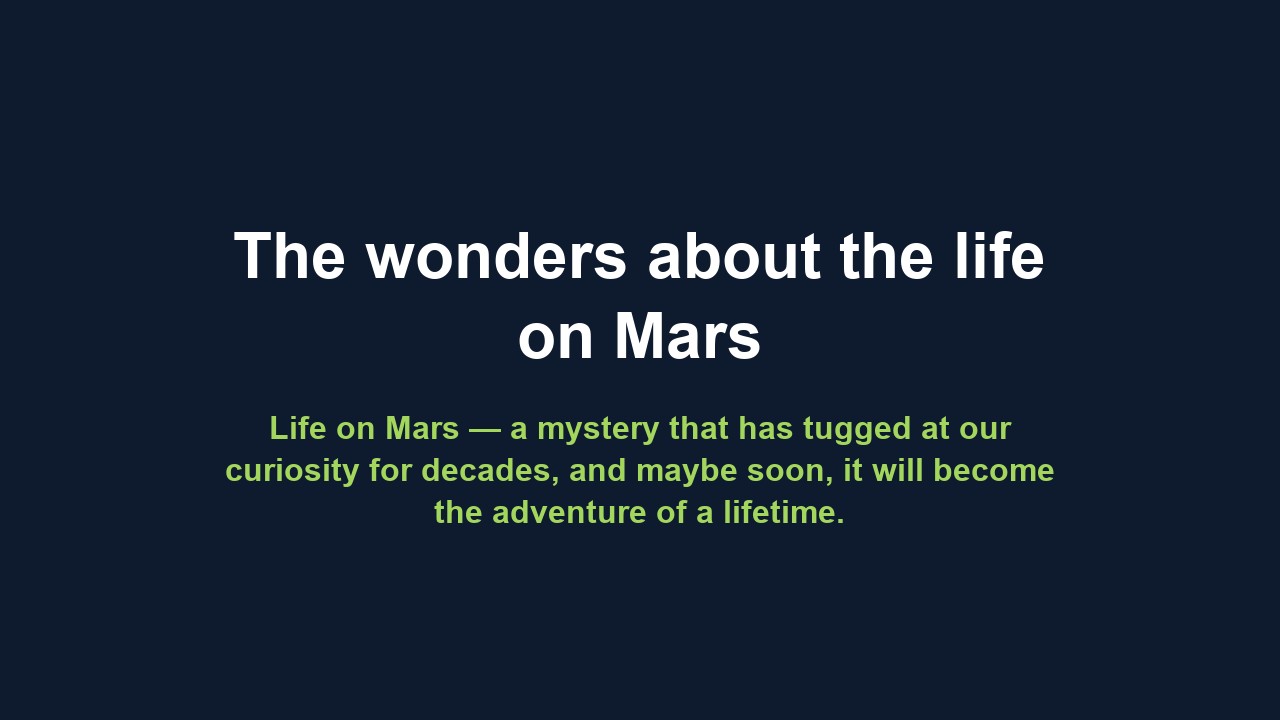 The wonders about the life
on Mars
Life on Mars — a mystery that has tugged at our
curiosity for decades, and maybe soon, it will become
the adventure of a lifetime.